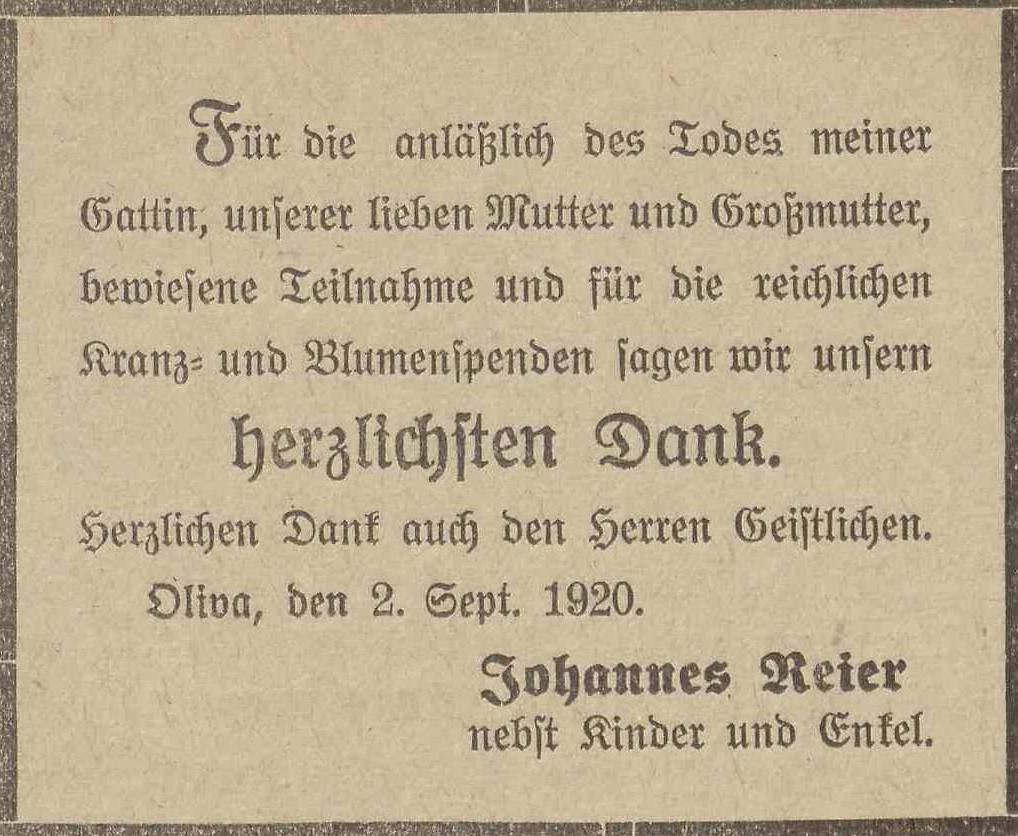 Für die anläßlich des Todes meiner
Gattin, unserer lieben Mutter und Großmutter,
bewiesene Teilnahme und für die reichlichen
Kranz- und Blumenspenden sagen wir unsern
herzlichsten Dank.
Herzlichen Dank auch den Herren Geistlichen.
Oliva, den 2. Sept. 1920.
Johannes Reier
nebst Kinder und Enkel.